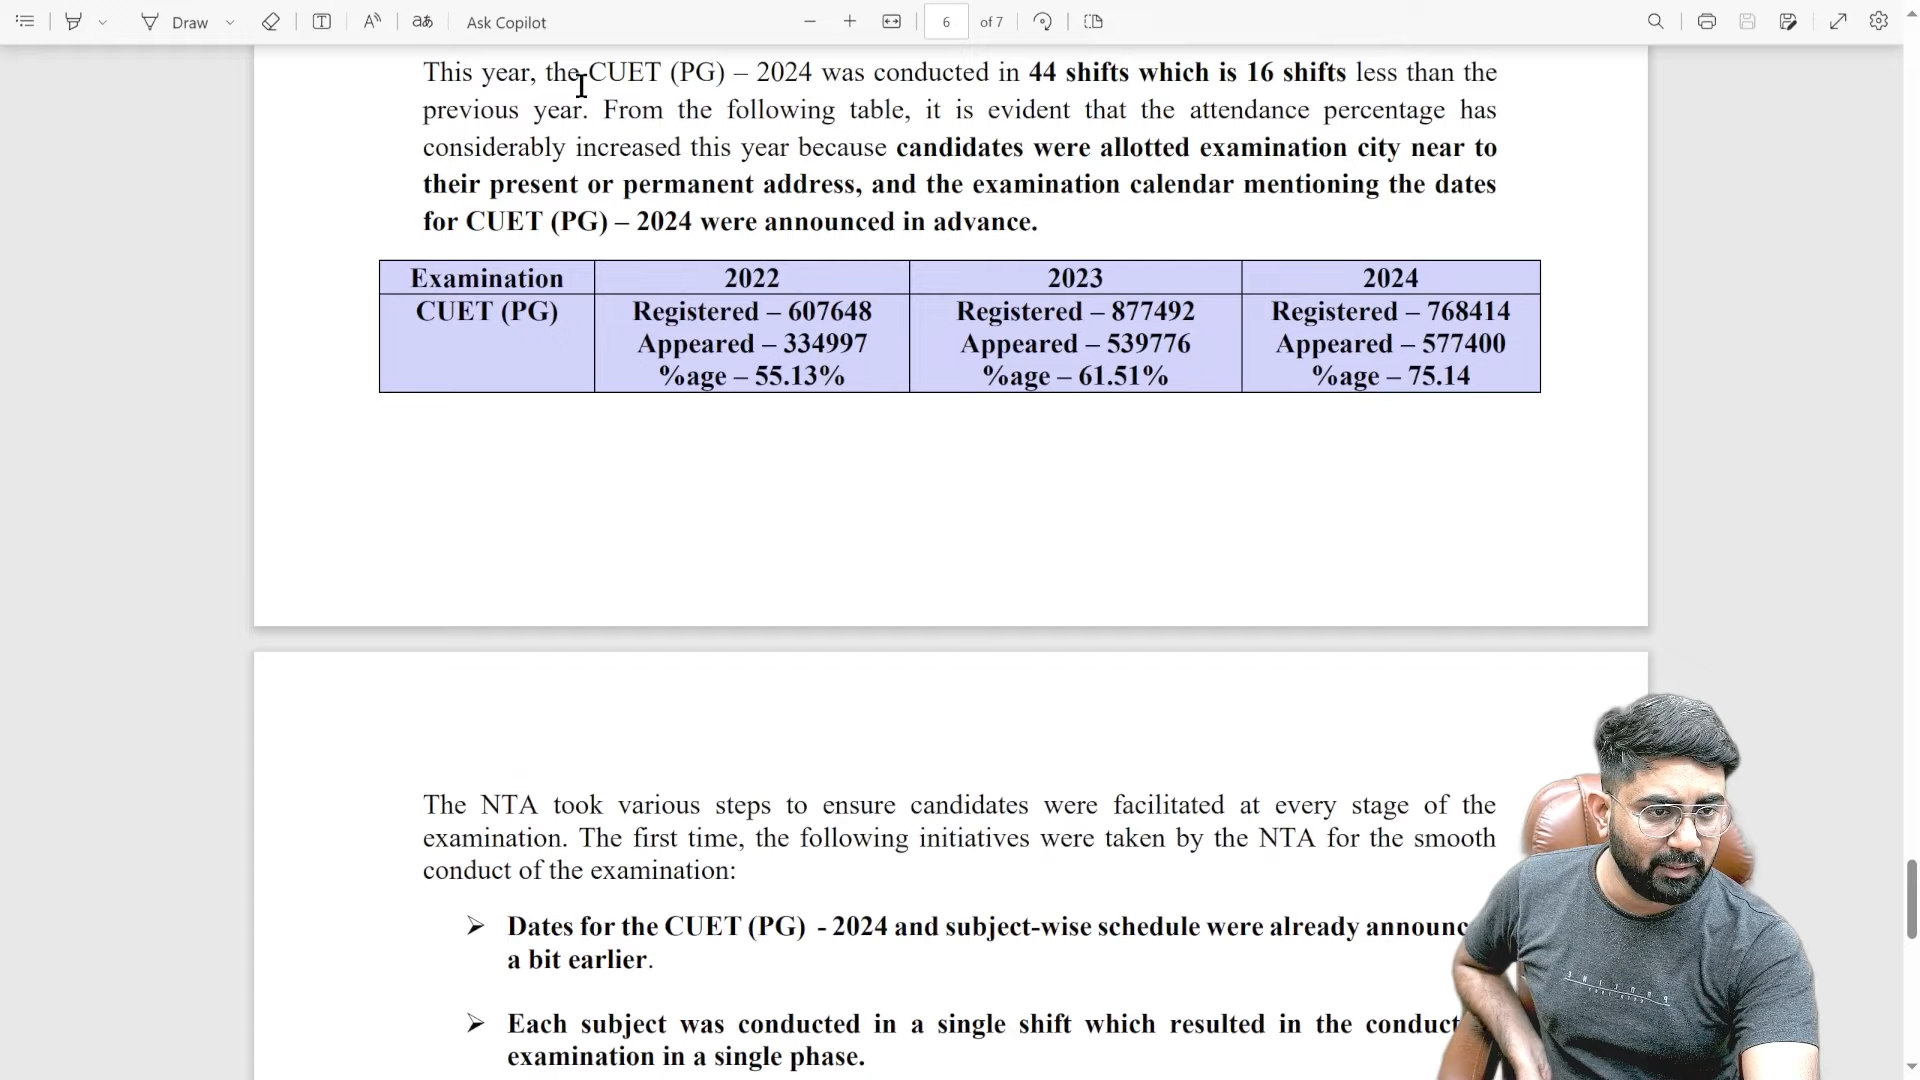 Draw
Ask Copilot
6 of 7
This year, the CUET (PG) – 2024 was conducted in 44 shifts which is 16 shifts less than the
previous year. From the following table, it is evident that the attendance percentage has
considerably increased this year because candidates were allotted examination city near to
their present or permanent address, and the examination calendar mentioning the dates
for CUET (PG) – 2024 were announced in advance.
Examination 2022 2023 2024
CUET (PG) Registered – 607648 Registered – 877492 Registered – 768414
Appeared – 334997 Appeared – 539776 Appeared – 577400
%age – 55.13% %age – 61.51% %age – 75.14
The NTA took various steps to ensure candidates were facilitated at every stage of the
examination. The first time, the following initiatives were taken by the NTA for the smooth
conduct of the examination:
➢ Dates for the CUET (PG) - 2024 and subject-wise schedule were already announc
a bit earlier.
➢ Each subject was conducted in a single shift which resulted in the conduct
examination in a single phase.